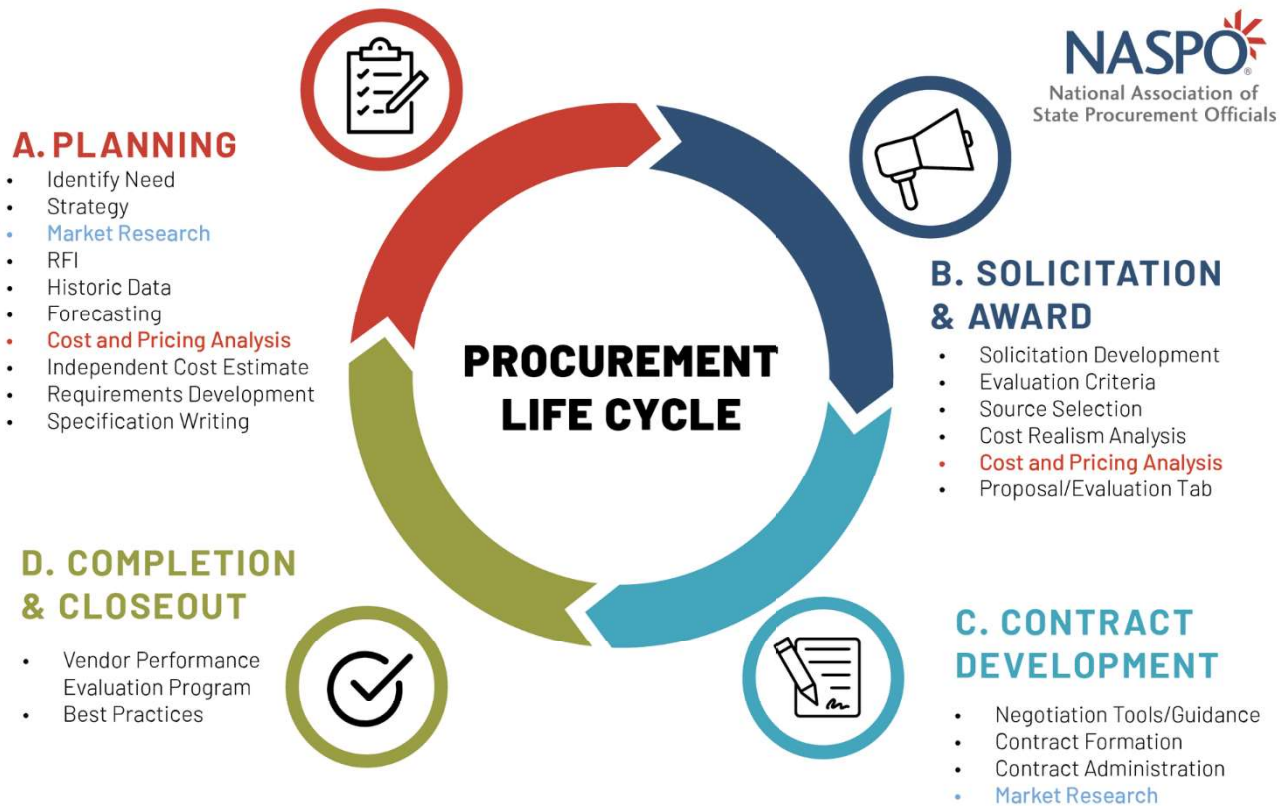 NASPO®
National Association of
State Procurement Officials
A. PLANNING
• Identify Need
• Strategy
• Market Research
• RFI
• Historic Data
• Forecasting
• Cost and Pricing Analysis
• Independent Cost Estimate
• Requirements Development
• Specification Writing
PROCUREMENT
LIFE CYCLE
B. SOLICITATION
& AWARD
• Solicitation Development
• Evaluation Criteria
• Source Selection
• Cost Realism Analysis
• Cost and Pricing Analysis
• Proposal/Evaluation Tab
C. CONTRACT
DEVELOPMENT
• Negotiation Tools/Guidance
• Contract Formation
• Contract Administration
• Market Research
D. COMPLETION
& CLOSEOUT
• Vendor Performance
Evaluation Program
• Best Practices